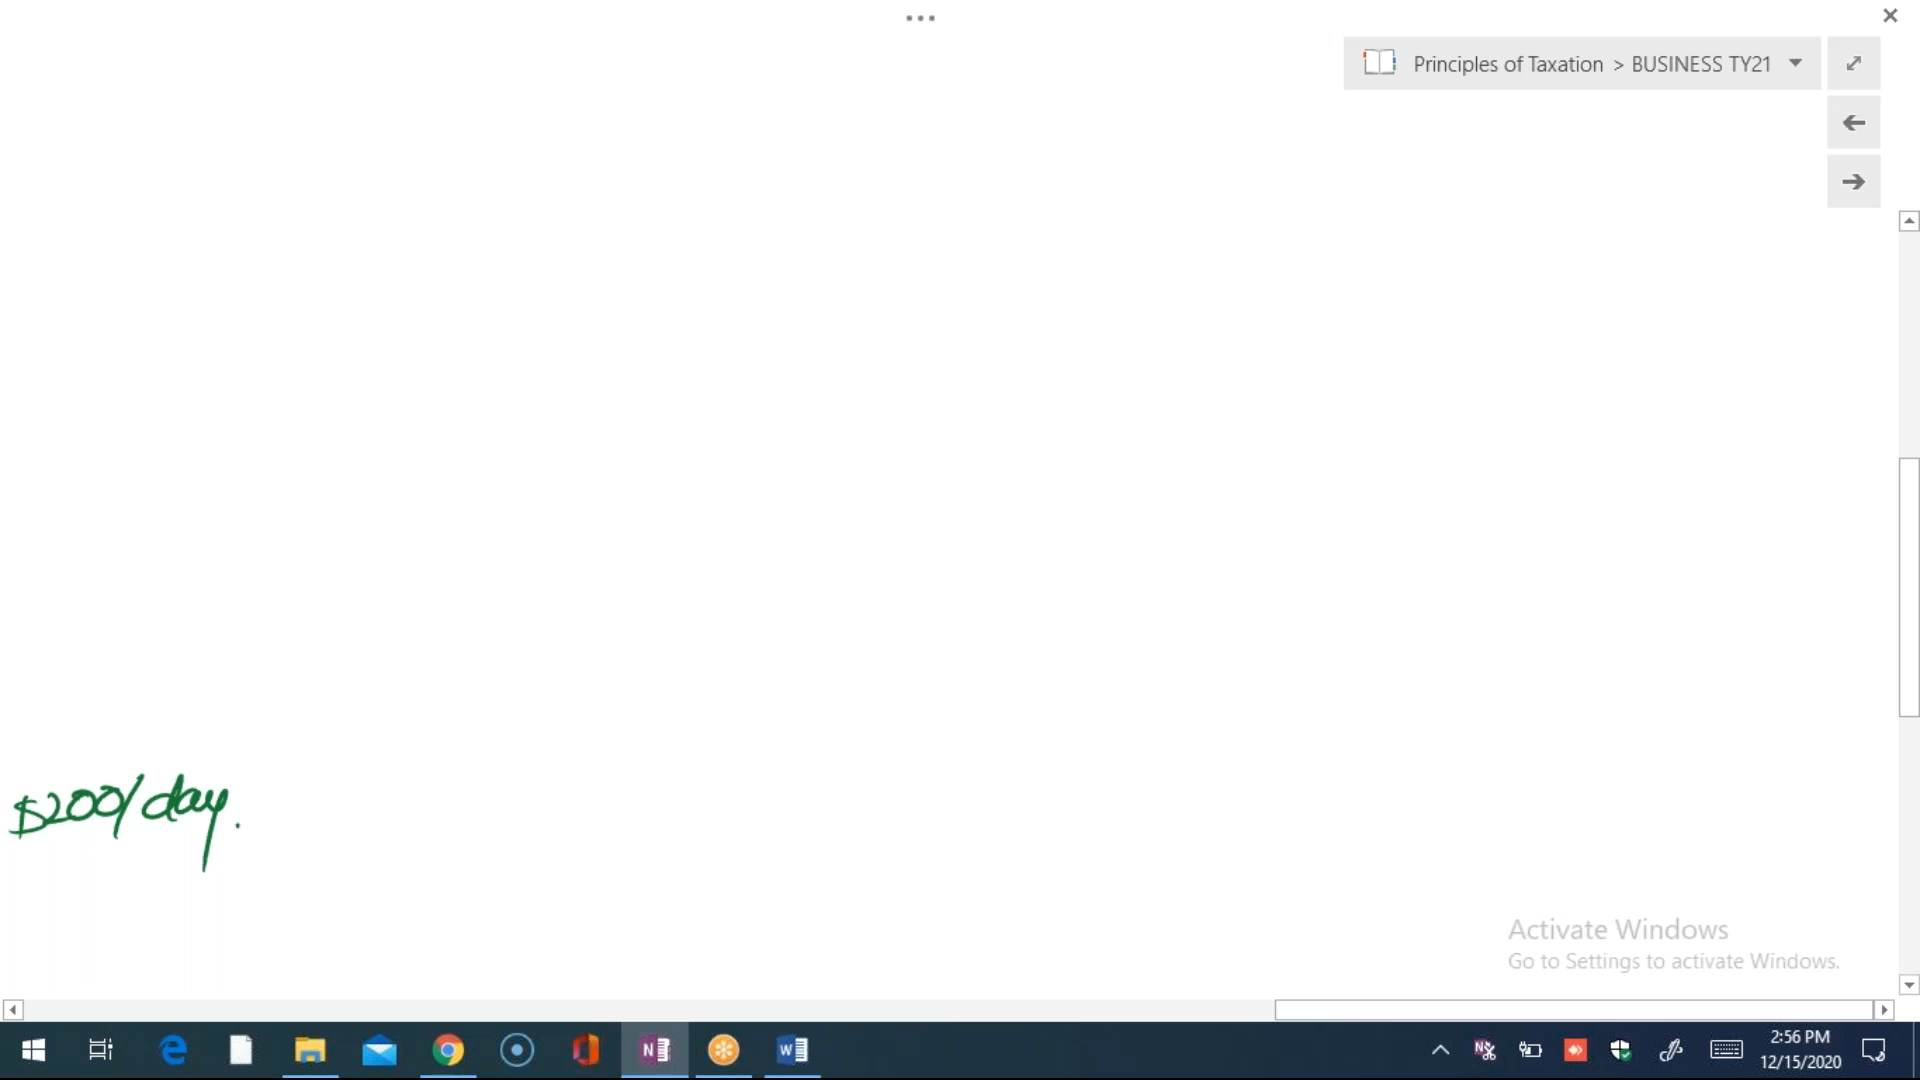 Principles of Taxation > BUSINESS TY21
$200/day.
Activate Windows
Go to Settings to activate Windows.
2:56 PM
12/15/2020